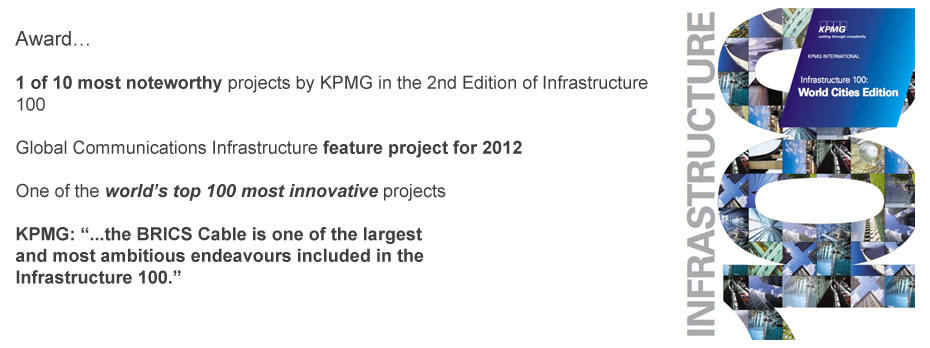 Award…
1 of 10 most noteworthy projects by KPMG in the 2nd Edition of Infrastructure
100
Global Communications Infrastructure feature project for 2012
One of the world’s top 100 most innovative projects
KPMG: “...the BRICS Cable is one of the largest
and most ambitious endeavours included in the
Infrastructure 100.”
INFRASTRUCTURE
100
KPMG
cutting through complexity
KPMG INTERNATIONAL
Infrastructure 100:
World Cities Edition